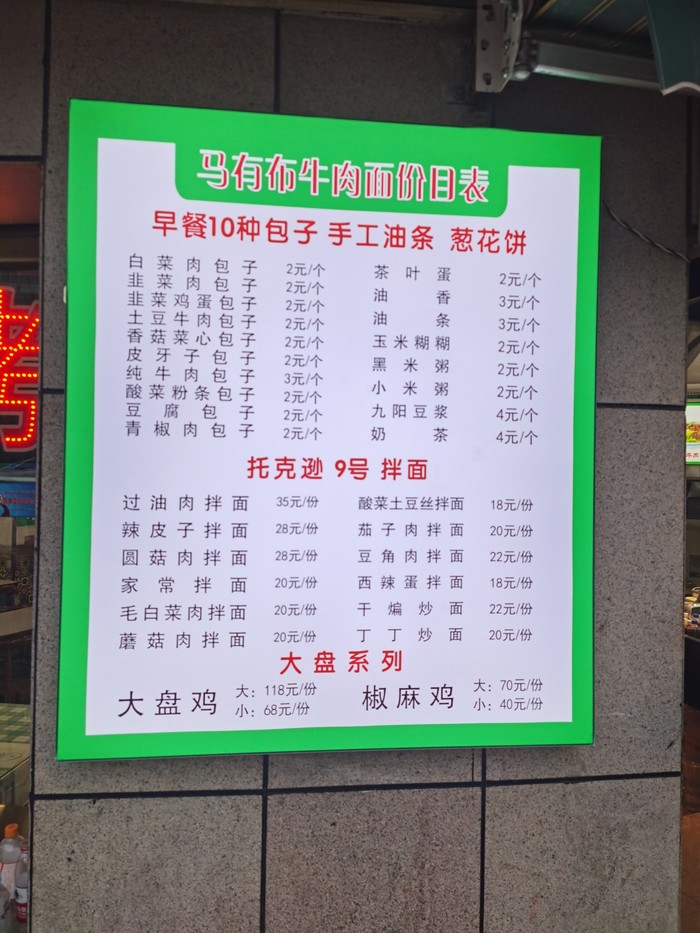 马有布牛肉面价目表
早餐10种包子 手工油条 葱花饼
白菜肉包子 2元/个
韭菜肉包子 2元/个
韭菜鸡蛋包子 2元/个
土豆牛肉包子 2元/个
香菇菜心包子 2元/个
皮牙子包子 2元/个
纯牛肉包子 3元/个
酸菜粉条包子 2元/个
豆腐包子 2元/个
青椒肉包子 2元/个
茶叶蛋 2元/个
油香 3元/个
油条 3元/个
玉米糊糊 2元/个
黑米粥 2元/个
小米粥 2元/个
九阳豆浆 4元/个
奶茶 4元/个
托克逊 9号 拌面
过油肉拌面 35元/份
辣皮子拌面 28元/份
圆菇肉拌面 28元/份
家常拌面 20元/份
毛白菜肉拌面 20元/份
蘑菇肉拌面 20元/份
酸菜土豆丝拌面 18元/份
茄子肉拌面 20元/份
豆角肉拌面 22元/份
西辣蛋拌面 18元/份
干煸炒面 22元/份
丁丁炒面 20元/份
大盘系列
大盘鸡 大：118元/份
小：68元/份
椒麻鸡 大：70元/份
小：40元/份